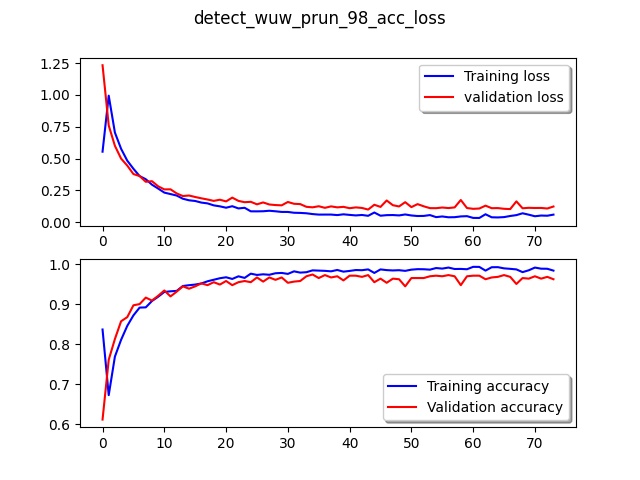 detect_wuw_prun_98_acc_loss
1.25
1.00
0.75
0.50
0.25
0.00
Training loss
validation loss
0 10 20 30 40 50 60 70
1.0
0.9
0.8
0.7
0.6
Training accuracy
Validation accuracy
0 10 20 30 40 50 60 70